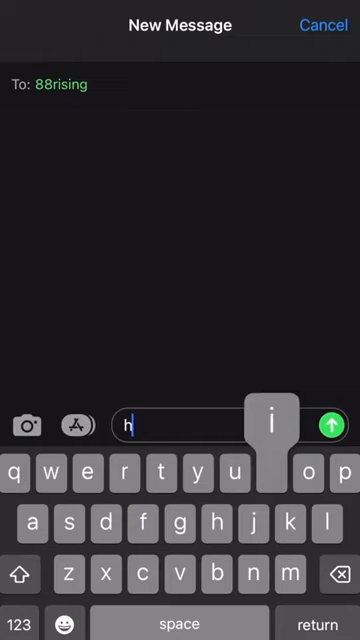 New Message
Cancel
To: 88rising
h
i
q w e r t y u o p
a s d f g h j k l
z x c v b n m
123 space return